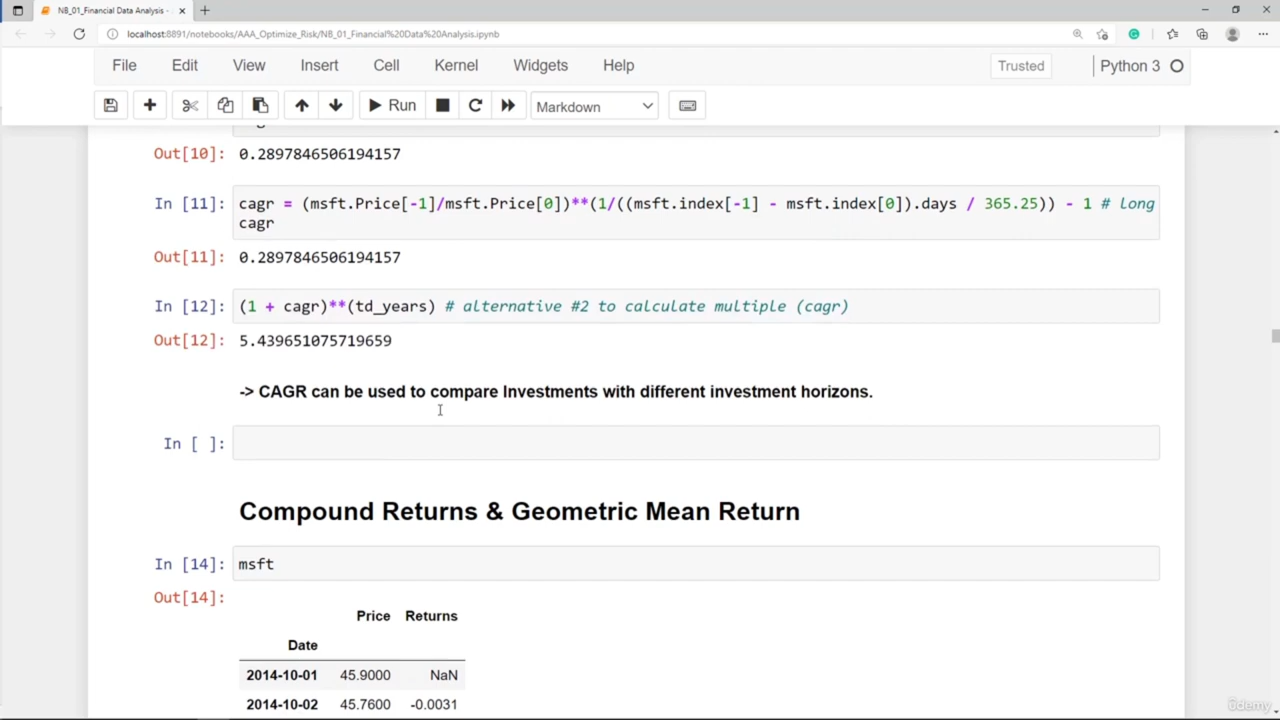 NB_01_Financial Data Analysis -
localhost:8891/notebooks/AAA_Optimize_Risk/NB_01_Financial%20Data%20Analysis.ipynb
File Edit View Insert Cell Kernel Widgets Help Trusted Python 3
Run Markdown
Out[10]: 0.2897846506194157
In [11]: cagr = (msft.Price[-1]/msft.Price[0])**(1/((msft.index[-1] - msft.index[0]).days / 365.25)) - 1 # long
cagr
Out[11]: 0.2897846506194157
In [12]: (1 + cagr)**(td_years) # alternative #2 to calculate multiple (cagr)
Out[12]: 5.439651075719659
-> CAGR can be used to compare Investments with different investment horizons.
In [ ]:
Compound Returns & Geometric Mean Return
In [14]: msft
Out[14]:
Price Returns
Date
2014-10-01 45.9000 NaN
2014-10-02 45.7600 -0.0031
ûdemy